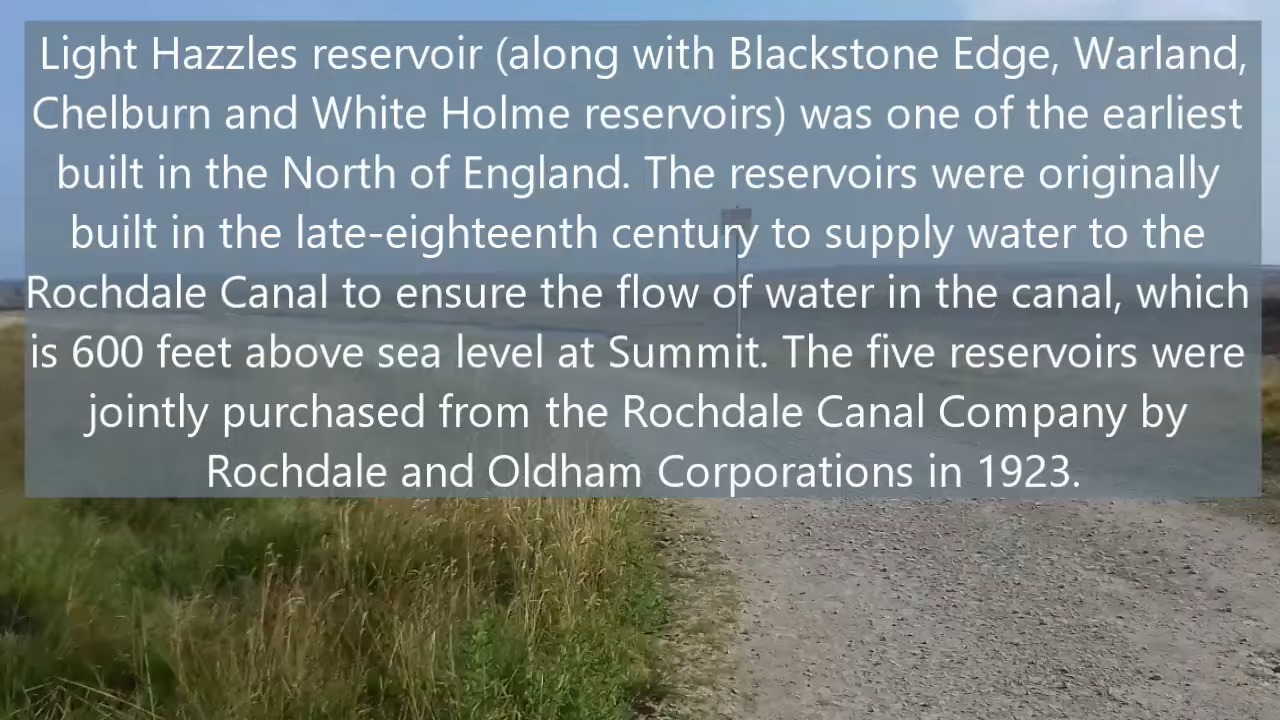 Light Hazzles reservoir (along with Blackstone Edge, Warland,
Chelburn and White Holme reservoirs) was one of the earliest
built in the North of England. The reservoirs were originally
built in the late-eighteenth century to supply water to the
Rochdale Canal to ensure the flow of water in the canal, which
is 600 feet above sea level at Summit. The five reservoirs were
jointly purchased from the Rochdale Canal Company by
Rochdale and Oldham Corporations in 1923.